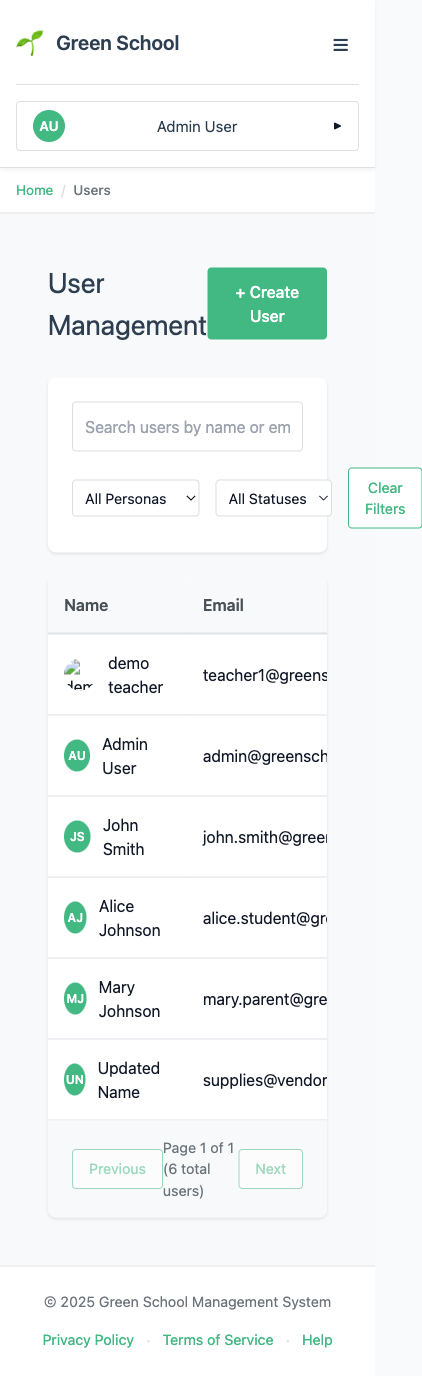 Green School
☰
AU Admin User ▸
Home / Users
User
Management
+ Create
User
Search users by name or em
All Personas
All Statuses
Clear
Filters
Name Email
demo
teacher
teacher1@greens
AU
Admin
User
admin@greensch
JS
John
Smith
john.smith@gree
AJ
Alice
Johnson
alice.student@gr
MJ
Mary
Johnson
mary.parent@gre
UN
Updated
Name
supplies@vendor
Previous
Page 1 of 1
(6 total
users)
Next
© 2025 Green School Management System
Privacy Policy · Terms of Service · Help